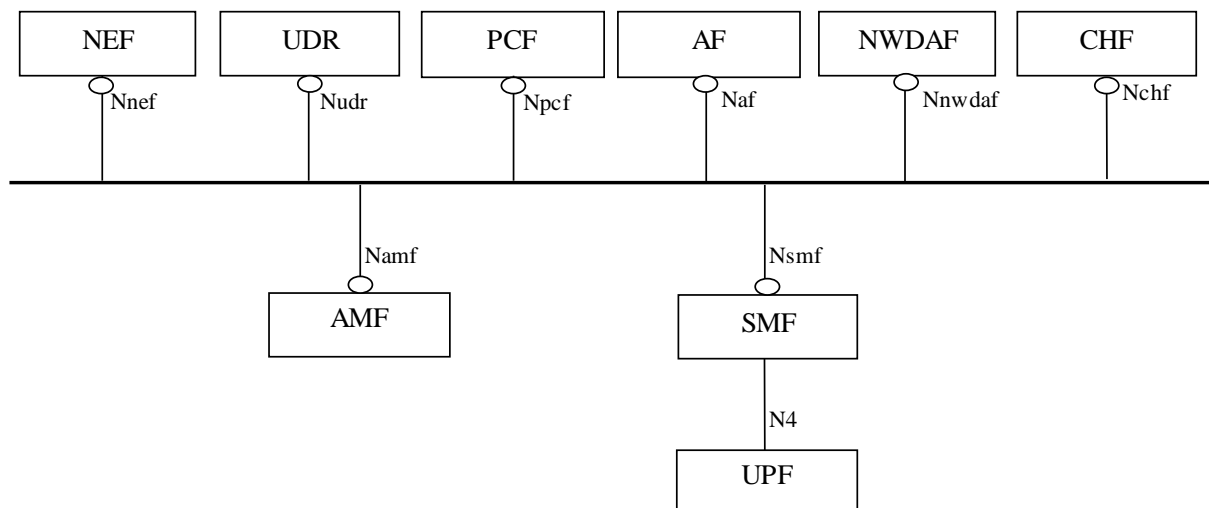 NEF UDR PCF AF NWDAF CHF
Nnef Nudr Npcf Naf Nnwdaf Nchf
Namf Nsmf
AMF SMF
N4
UPF